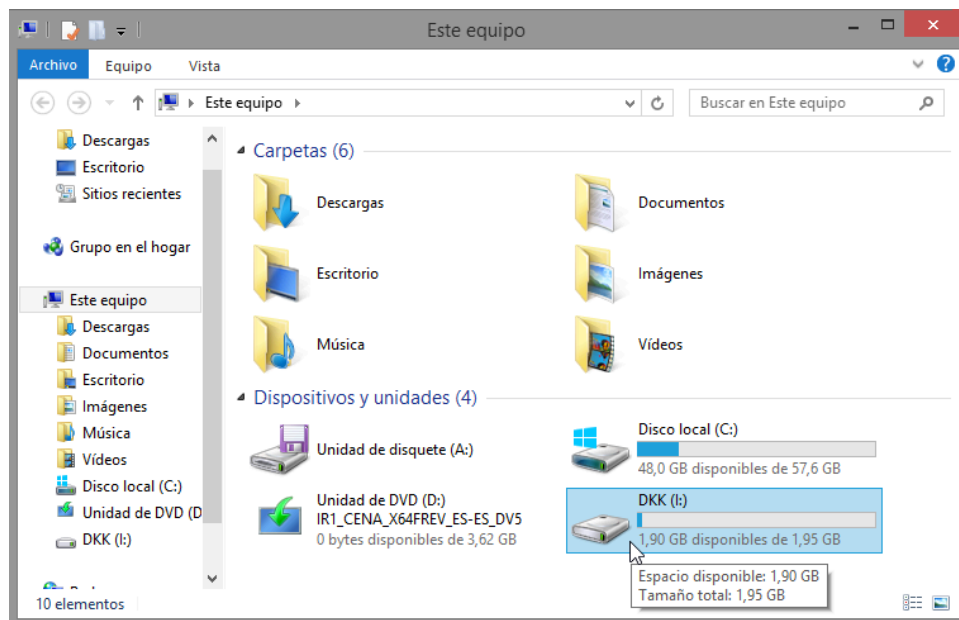 Este equipo
Archivo Equipo Vista
Este equipo Buscar en Este equipo
Descargas
Escritorio
Sitios recientes
Grupo en el hogar
Este equipo
Descargas
Documentos
Escritorio
Imágenes
Música
Vídeos
Disco local (C:)
Unidad de DVD (D
DKK (I:)
Carpetas (6)
Descargas
Documentos
Escritorio
Imágenes
Música
Vídeos
Dispositivos y unidades (4)
Unidad de disquete (A:)
Disco local (C:)
48,0 GB disponibles de 57,6 GB
Unidad de DVD (D:)
IR1_CENA_X64FREV_ES-ES_DV5
0 bytes disponibles de 3,62 GB
DKK (I:)
1,90 GB disponibles de 1,95 GB
Espacio disponible: 1,90 GB
Tamaño total: 1,95 GB
10 elementos